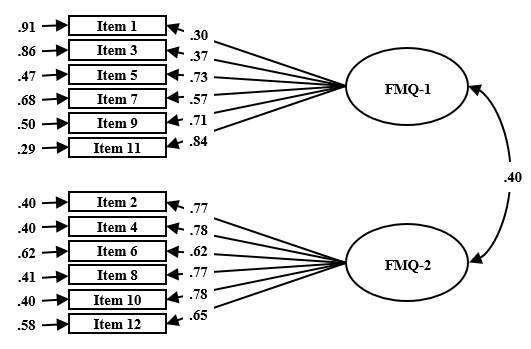 .91 Item 1 .30
.86 Item 3 .37
.47 Item 5 .73
.68 Item 7 .57
.50 Item 9 .71
.29 Item 11 .84
FMQ-1
.40
.40 Item 2 .77
.40 Item 4 .78
.62 Item 6 .62
.41 Item 8 .77
.40 Item 10 .78
.58 Item 12 .65
FMQ-2